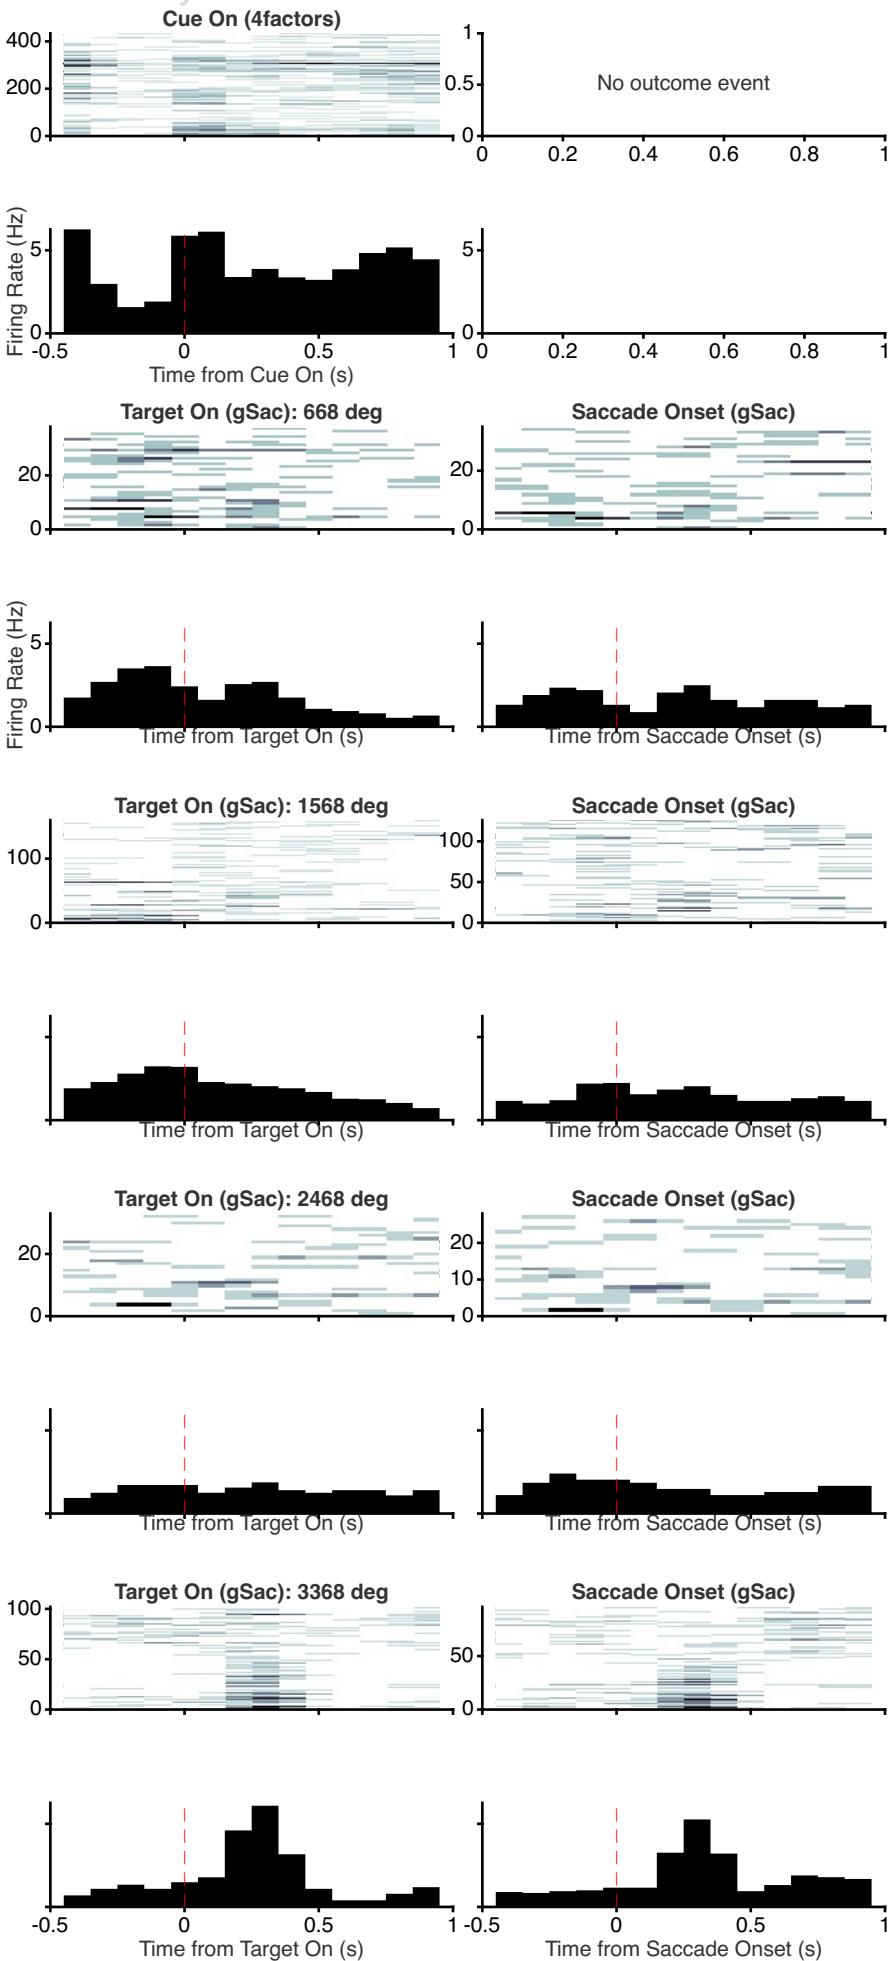 Cue On (4factors)
400
200
0
1
0.5
0
No outcome event
0 0.2 0.4 0.6 0.8 1
Firing Rate (Hz)
5
0
-0.5 0 0.5 1
Time from Cue On (s)
5
0
0 0.2 0.4 0.6 0.8 1
Target On (gSac): 668 deg
20
0
Saccade Onset (gSac)
20
0
Firing Rate (Hz)
5
0
Time from Target On (s)
Time from Saccade Onset (s)
Target On (gSac): 1568 deg
100
0
Saccade Onset (gSac)
100
50
0
Time from Target On (s)
Time from Saccade Onset (s)
Target On (gSac): 2468 deg
20
0
Saccade Onset (gSac)
20
10
0
Time from Target On (s)
Time from Saccade Onset (s)
Target On (gSac): 3368 deg
100
50
0
Saccade Onset (gSac)
50
0
-0.5 0 0.5 1
Time from Target On (s)
-0.5 0 0.5 1
Time from Saccade Onset (s)